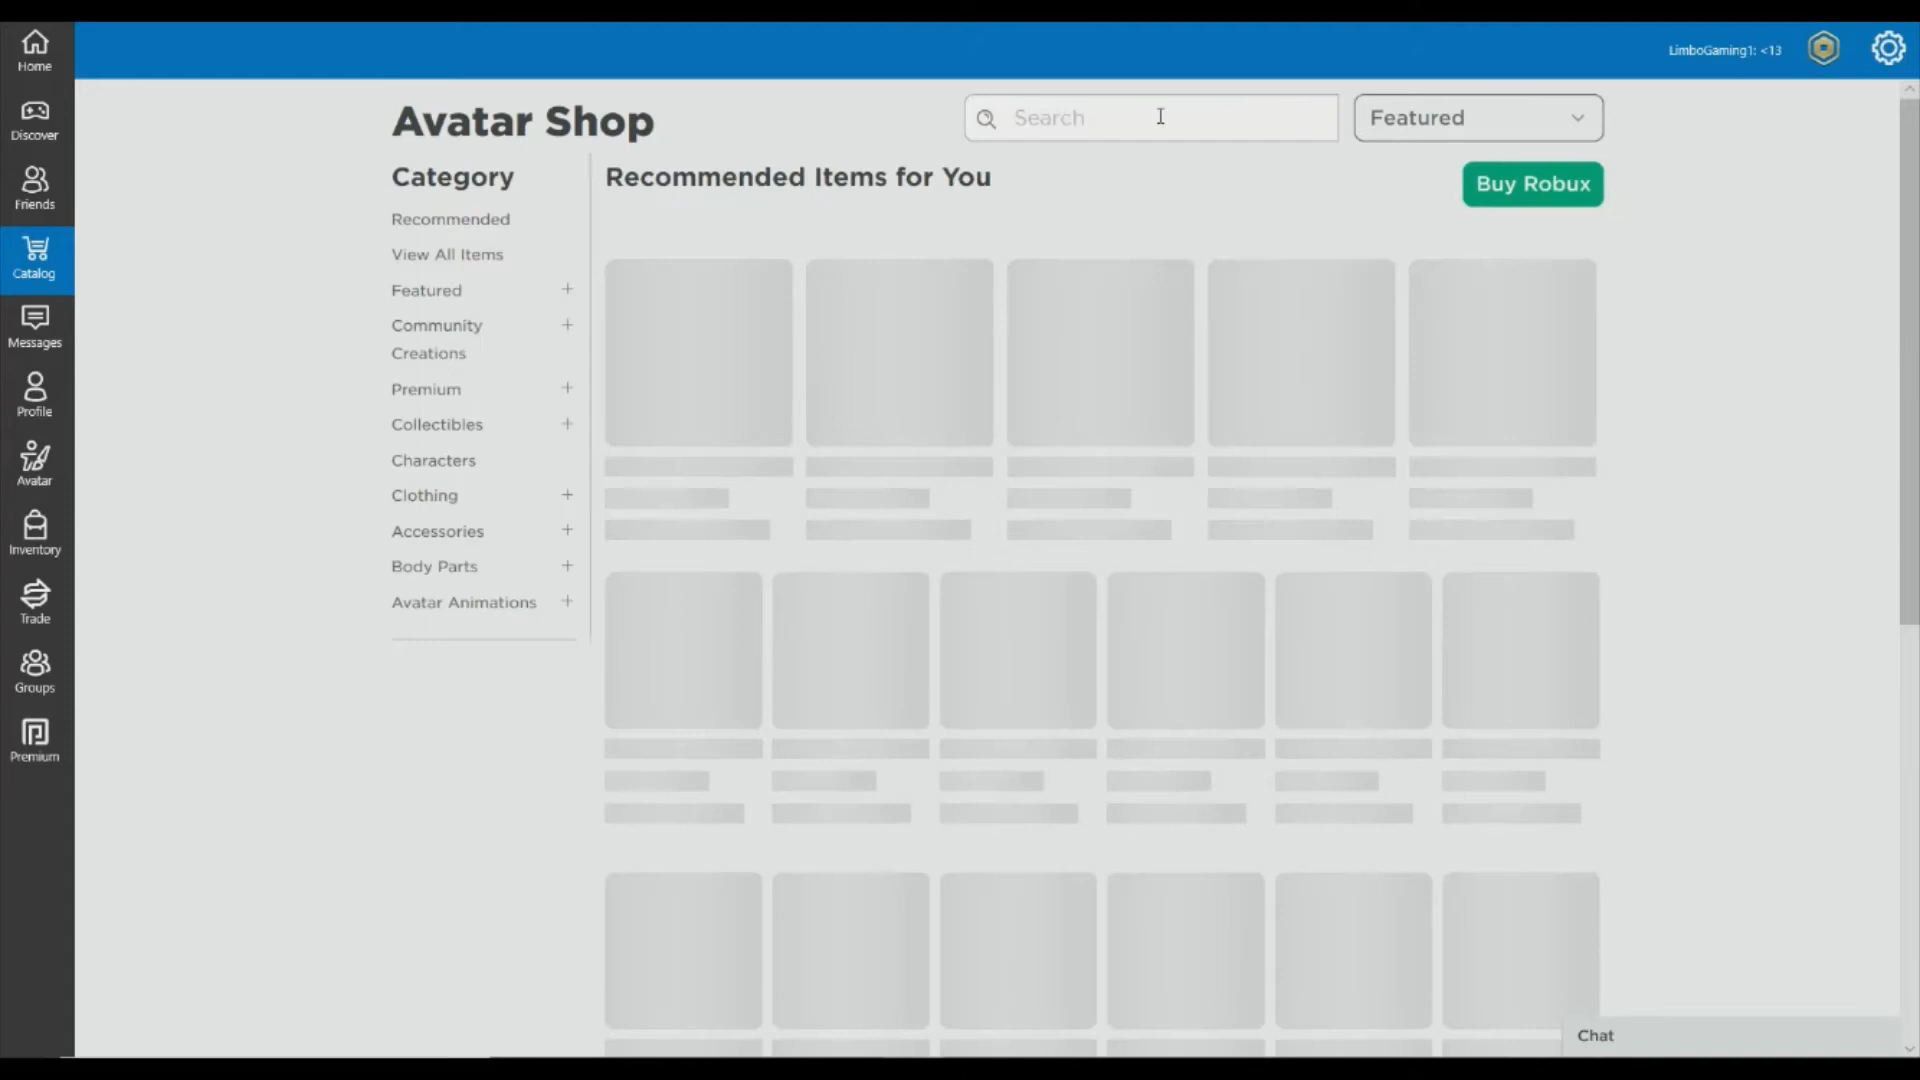 Home
Discover
Friends
Catalog
Messages
Profile
Avatar
Inventory
Trade
Groups
Premium
LimboGaming1: <13
Avatar Shop
Search
Featured
Category
Recommended
View All Items
Featured +
Community +
Creations
Premium +
Collectibles +
Characters
Clothing +
Accessories +
Body Parts +
Avatar Animations +
Recommended Items for You
Buy Robux
Chat